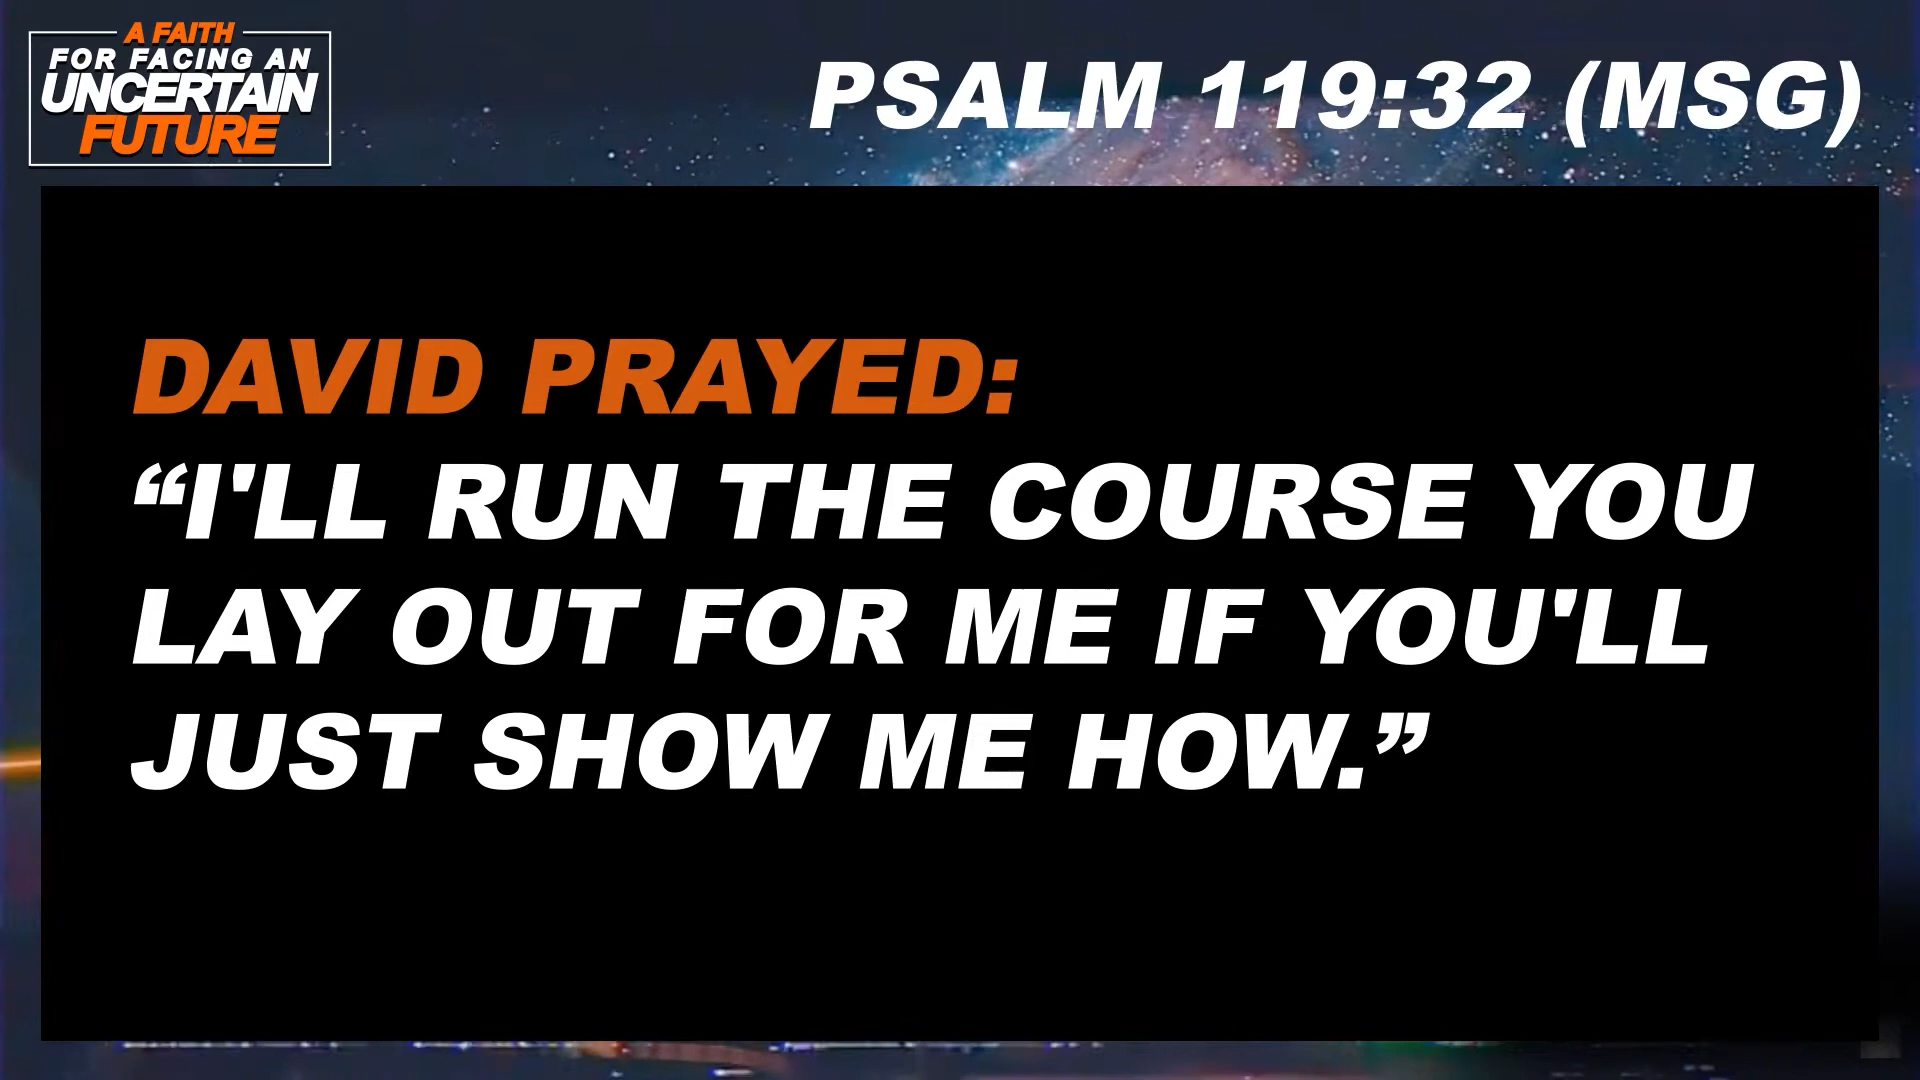 A FAITH
FOR FACING AN
UNCERTAIN
FUTURE
PSALM 119:32 (MSG)
DAVID PRAYED:
“I'LL RUN THE COURSE YOU
LAY OUT FOR ME IF YOU'LL
JUST SHOW ME HOW.”